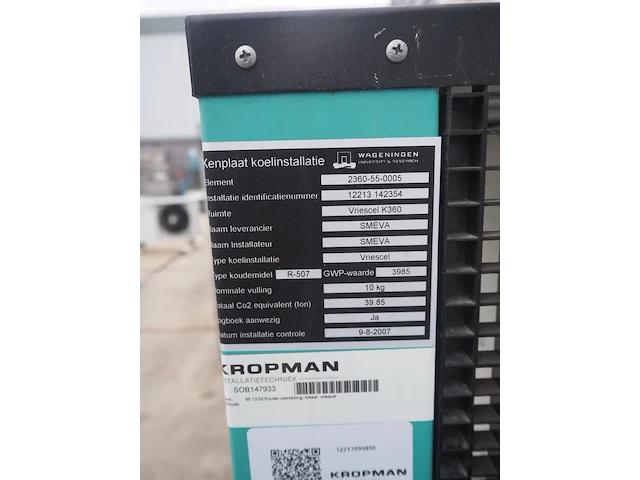 Kenplaat koelinstallatie WAGENINGEN
UNIVERSITY & RESEARCH
Element 2360-55-0005
Installatie identificatienummer 12213 142354
Ruimte Vriescel K360
Naam leverancier SMEVA
Naam Installateur SMEVA
Type koelinstallatie Vriescel
Type koudemidel R-507 GWP-waarde 3985
Nominale vulling 10 kg
Totaal Co2 equivalent (ton) 39.85
Logboek aanwezig Ja
Datum installatie controle 9-8-2007
KROPMAN
INSTALLATIETECHNIEK
SOB147933
12213095890
KROPMAN